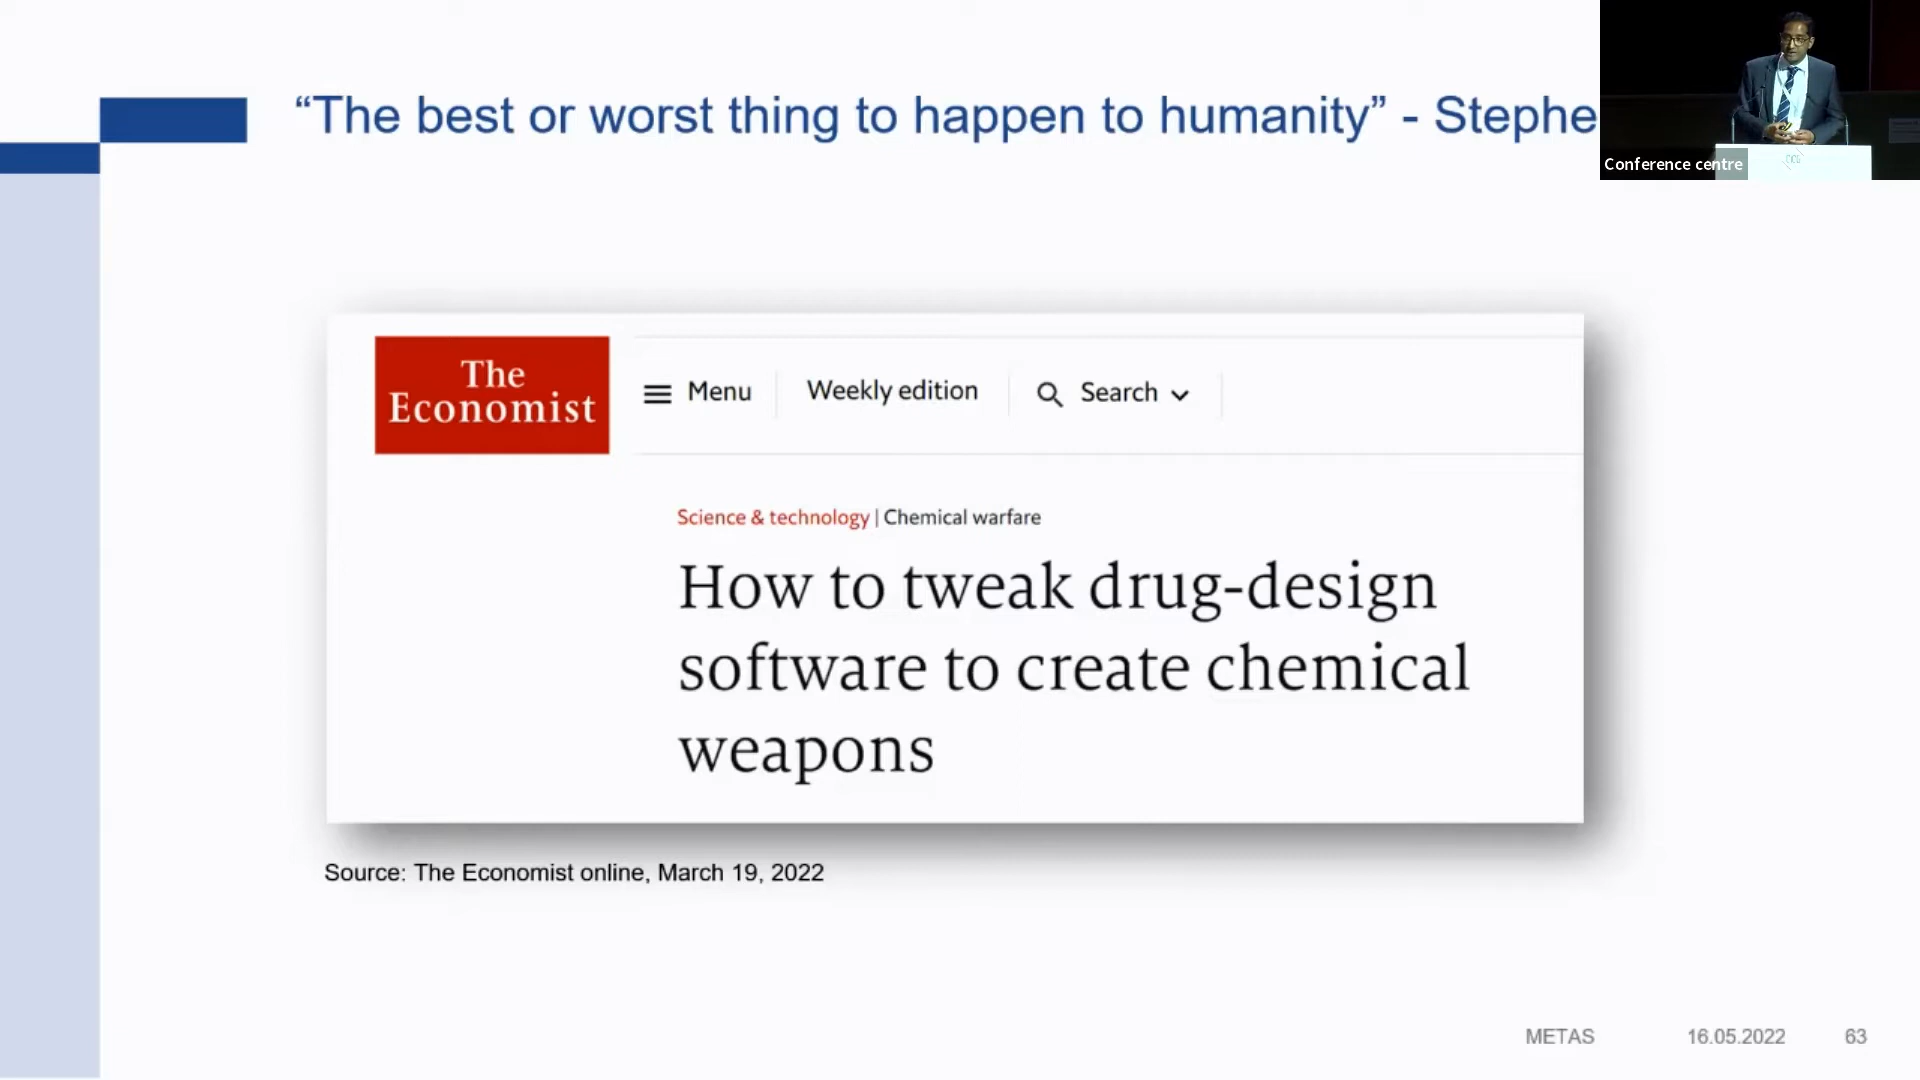 “The best or worst thing to happen to humanity” - Stephe
Conference centre
The
Economist
Menu
Weekly edition
Search
Science & technology | Chemical warfare
How to tweak drug-design
software to create chemical
weapons
Source: The Economist online, March 19, 2022
METAS 16.05.2022 63